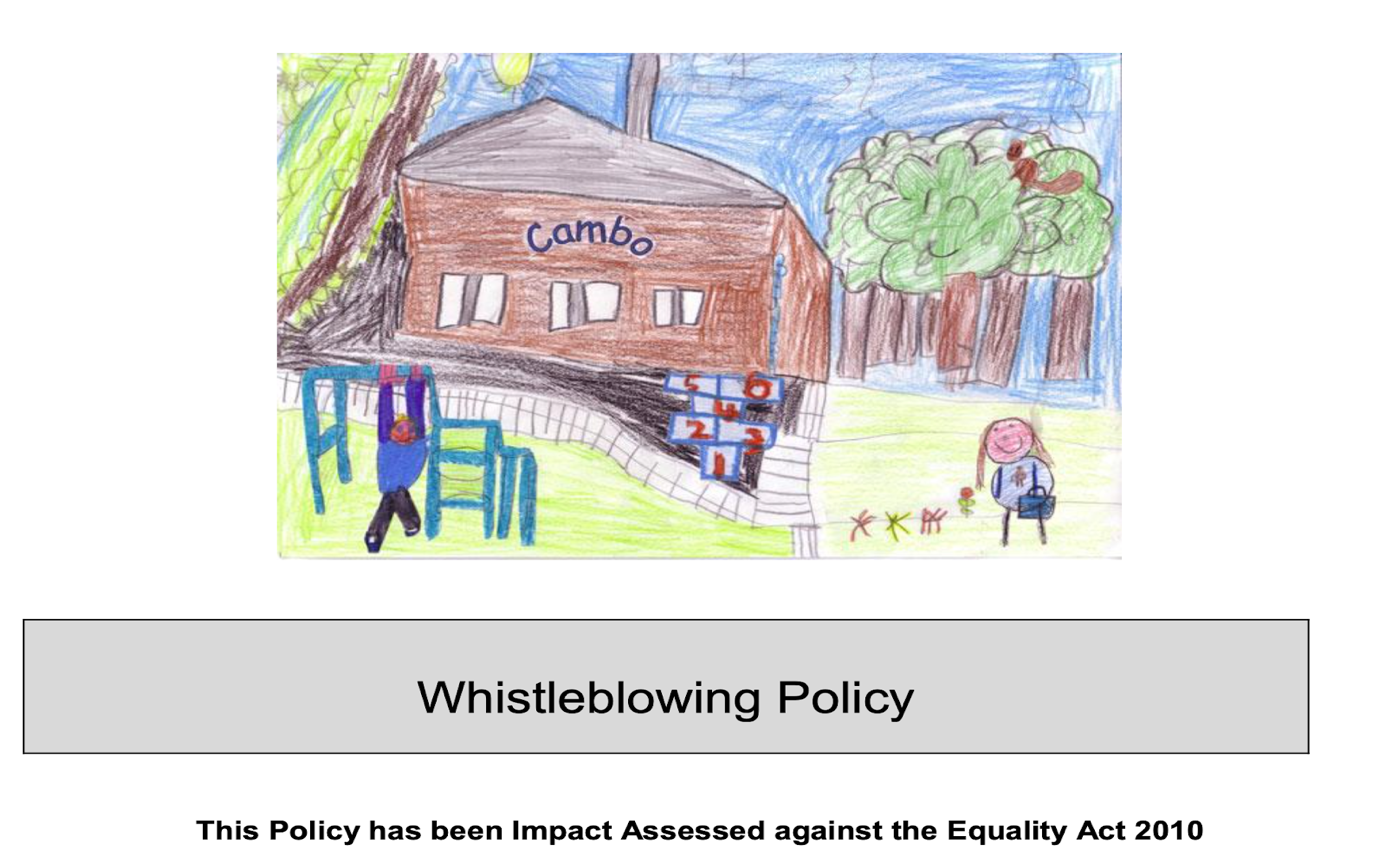 Cambo
5 6
4
2 3
1
Whistleblowing Policy
This Policy has been Impact Assessed against the Equality Act 2010